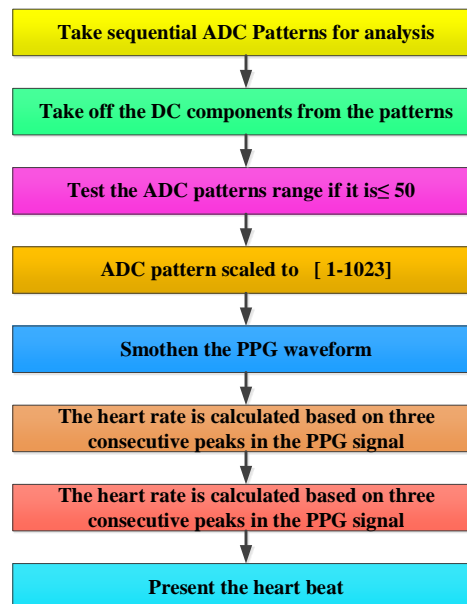 Take sequential ADC Patterns for analysis
Take off the DC components from the patterns
Test the ADC patterns range if it is≤ 50
ADC pattern scaled to [ 1-1023]
Smothen the PPG waveform
The heart rate is calculated based on three
consecutive peaks in the PPG signal
The heart rate is calculated based on three
consecutive peaks in the PPG signal
Present the heart beat